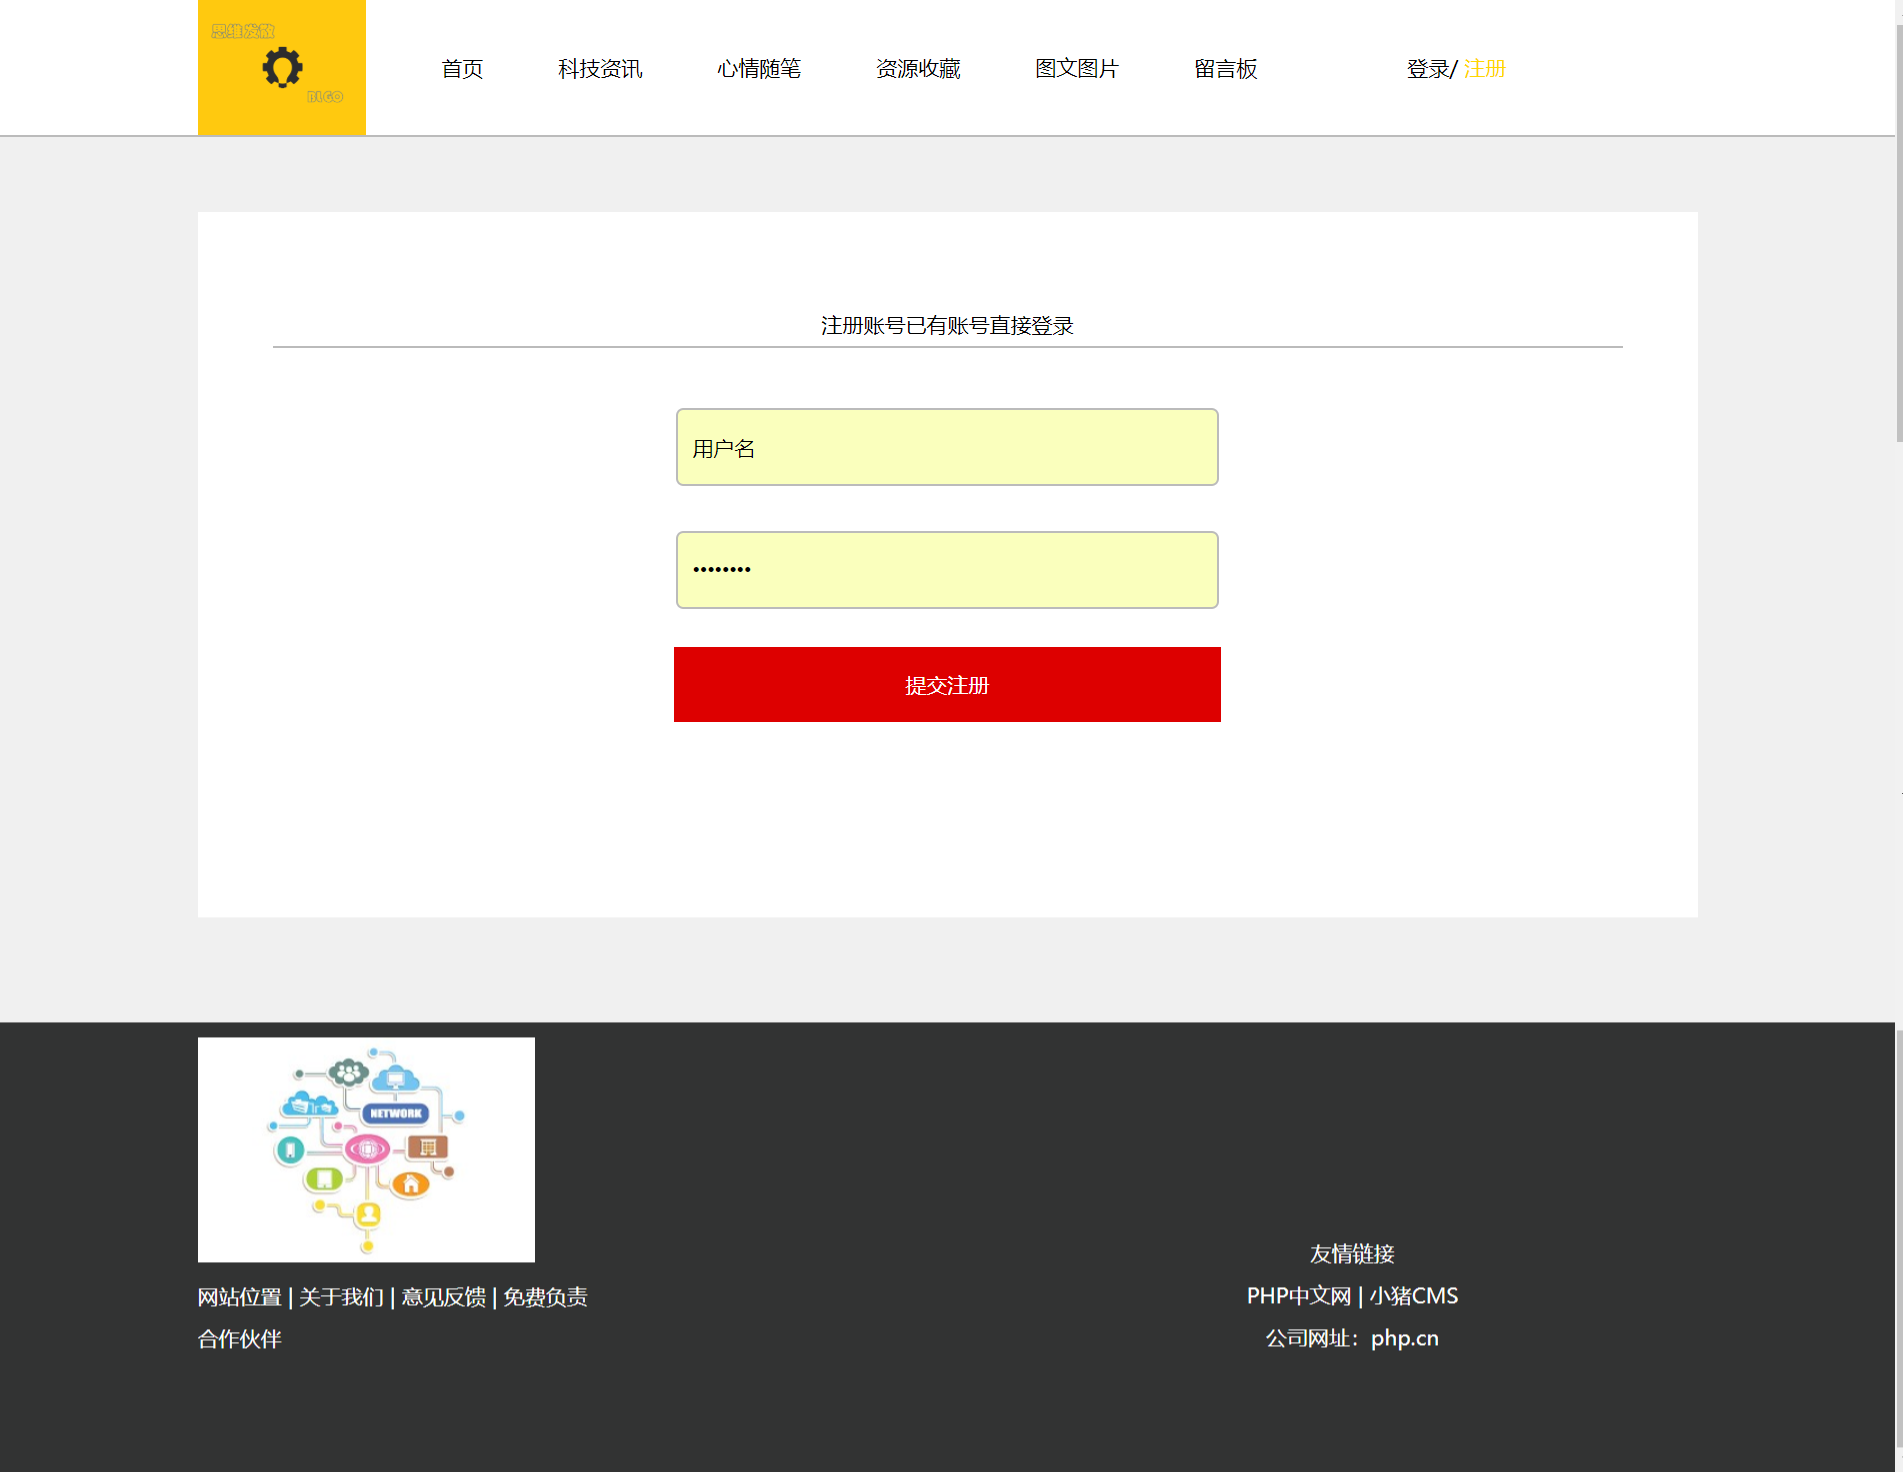 思维发散
BLGO
首页 科技资讯 心情随笔 资源收藏 图文图片 留言板 登录/ 注册
注册账号已有账号直接登录
用户名
••••••••
提交注册
NETWORK
友情链接
网站位置 | 关于我们 | 意见反馈 | 免费负责
PHP中文网 | 小猪CMS
合作伙伴
公司网址：php.cn